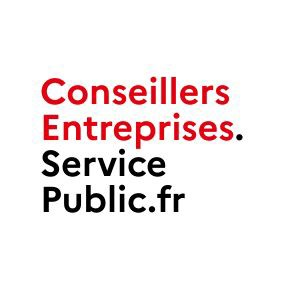 Conseillers
Entreprises.
Service
Public.fr